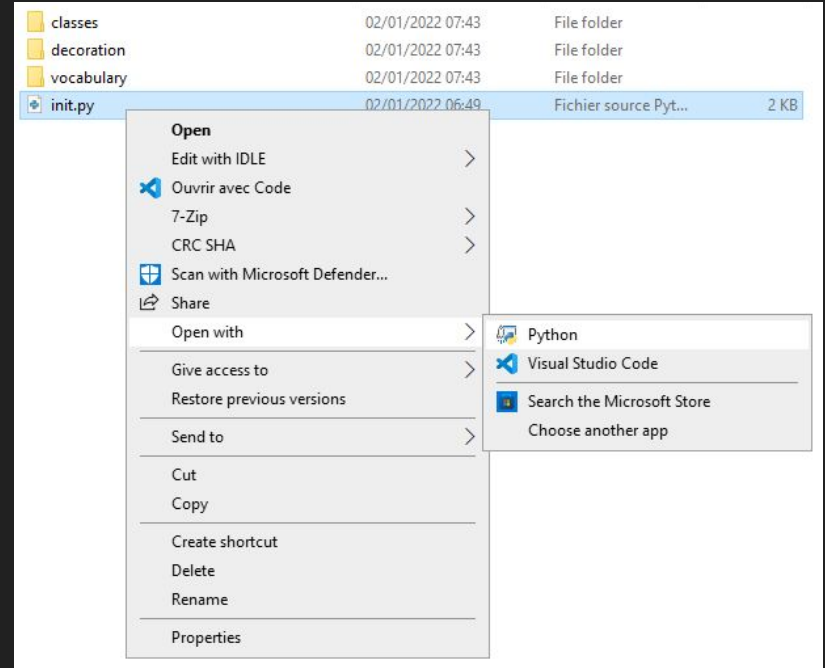 classes 02/01/2022 07:43 File folder
decoration 02/01/2022 07:43 File folder
vocabulary 02/01/2022 07:43 File folder
init.py 02/01/2022 06:49 Fichier source Pyt... 2 KB
Open
Edit with IDLE
Ouvrir avec Code
7-Zip
CRC SHA
Scan with Microsoft Defender...
Share
Open with
Python
Visual Studio Code
Search the Microsoft Store
Choose another app
Give access to
Restore previous versions
Send to
Cut
Copy
Create shortcut
Delete
Rename
Properties